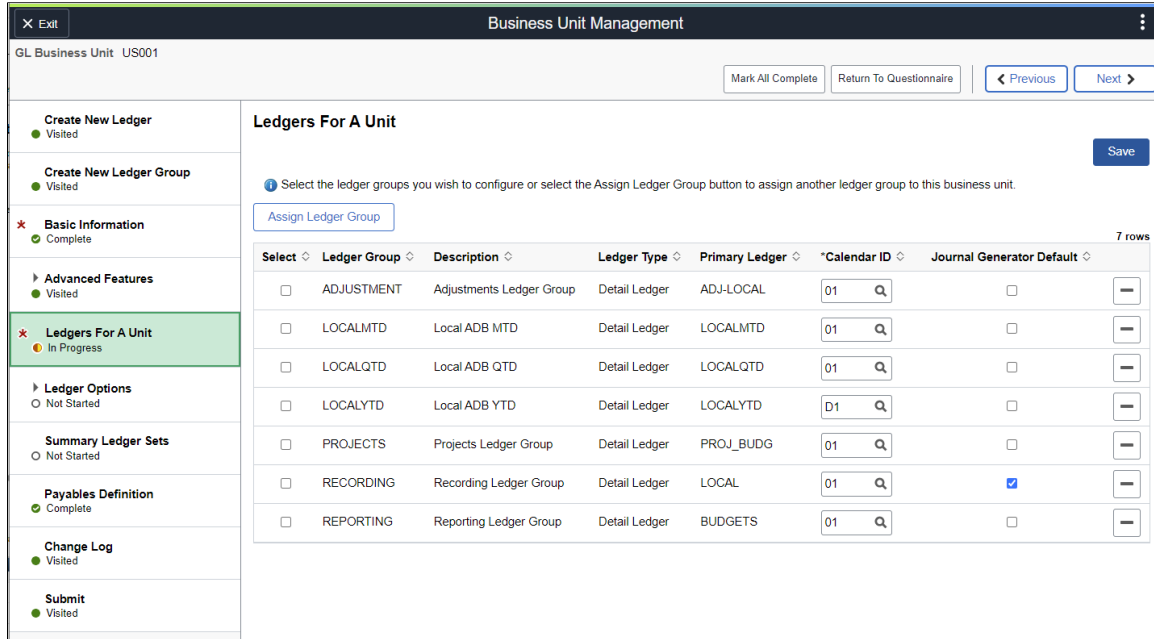 Exit
Business Unit Management
GL Business Unit US001
Mark All Complete Return To Questionnaire Previous Next
Create New Ledger
Visited
Create New Ledger Group
Visited
* Basic Information
Complete
Advanced Features
Visited
* Ledgers For A Unit
In Progress
Ledger Options
Not Started
Summary Ledger Sets
Not Started
Payables Definition
Complete
Change Log
Visited
Submit
Visited
Ledgers For A Unit
Save
Select the ledger groups you wish to configure or select the Assign Ledger Group button to assign another ledger group to this business unit.
Assign Ledger Group
7 rows
Select Ledger Group Description Ledger Type Primary Ledger *Calendar ID Journal Generator Default
ADJUSTMENT Adjustments Ledger Group Detail Ledger ADJ-LOCAL 01
LOCALMTD Local ADB MTD Detail Ledger LOCALMTD 01
LOCALQTD Local ADB QTD Detail Ledger LOCALQTD 01
LOCALYTD Local ADB YTD Detail Ledger LOCALYTD D1
PROJECTS Projects Ledger Group Detail Ledger PROJ_BUDG 01
RECORDING Recording Ledger Group Detail Ledger LOCAL 01
REPORTING Reporting Ledger Group Detail Ledger BUDGETS 01